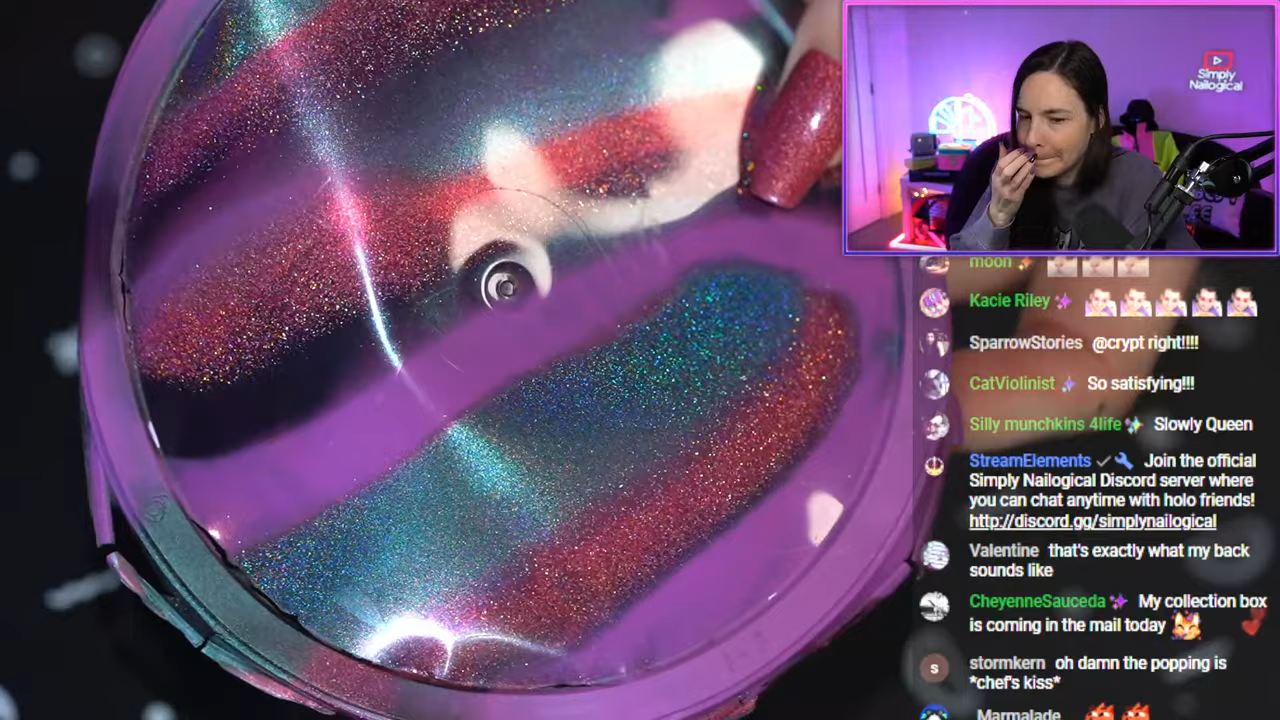 Simply
Nailogical
moon
Kacie Riley
SparrowStories @crypt right!!!!
CatViolinist So satisfying!!!
Silly munchkins 4life Slowly Queen
StreamElements Join the official
Simply Nailogical Discord server where
you can chat anytime with holo friends!
http://discord.gg/simplynailogical
Valentine that's exactly what my back
sounds like
CheyenneSauceda My collection box
is coming in the mail today
s
stormkern oh damn the popping is
*chef's kiss*
Marmalade